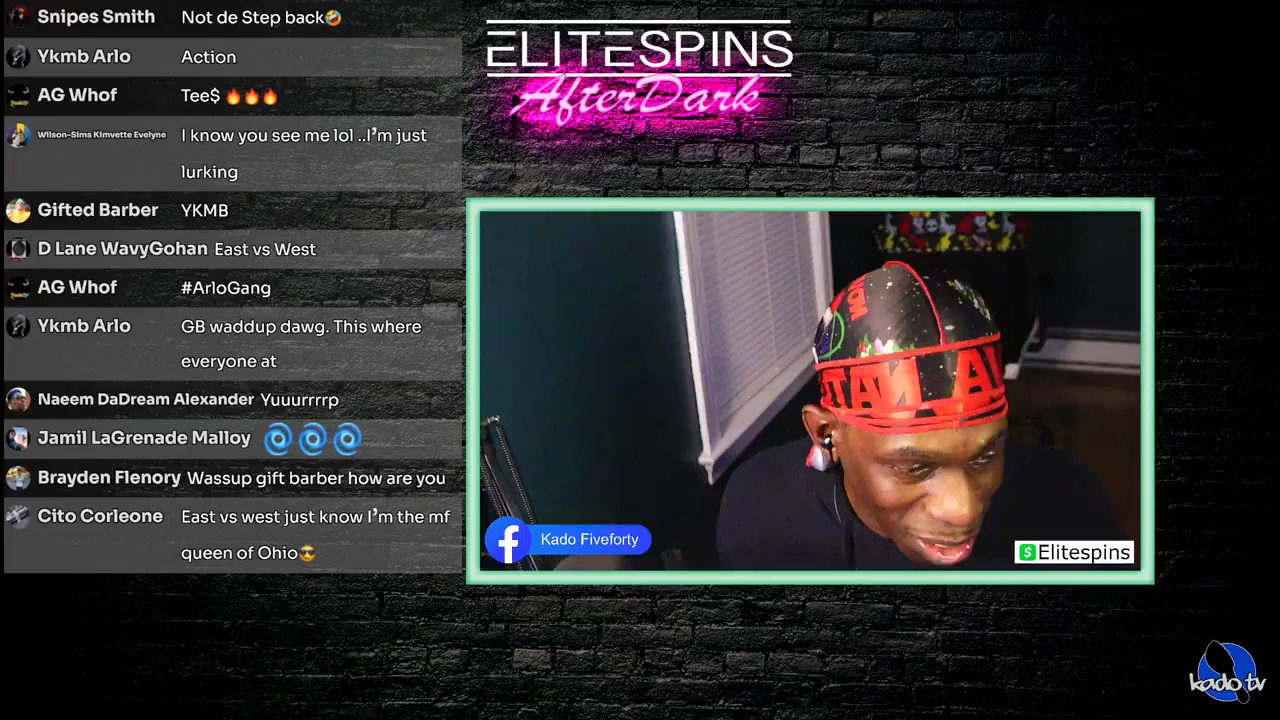 Snipes Smith Not de Step back🤣
Ykmb Arlo Action
AG Whof Tee$ 🔥🔥🔥
Wilson-Sims Kimvette Evelyne I know you see me lol ..I'm just
lurking
Gifted Barber YKMB
D Lane WavyGohan East vs West
AG Whof #ArloGang
Ykmb Arlo GB waddup dawg. This where
everyone at
Naeem DaDream Alexander Yuuurrrrp
Jamil LaGrenade Malloy 🌀🌀🌀
Brayden Flenory Wassup gift barber how are you
Cito Corleone East vs west just know I'm the mf
queen of Ohio😎
ELITESPINS
AfterDark
Kado Fiveforty
Elitespins
kado tv